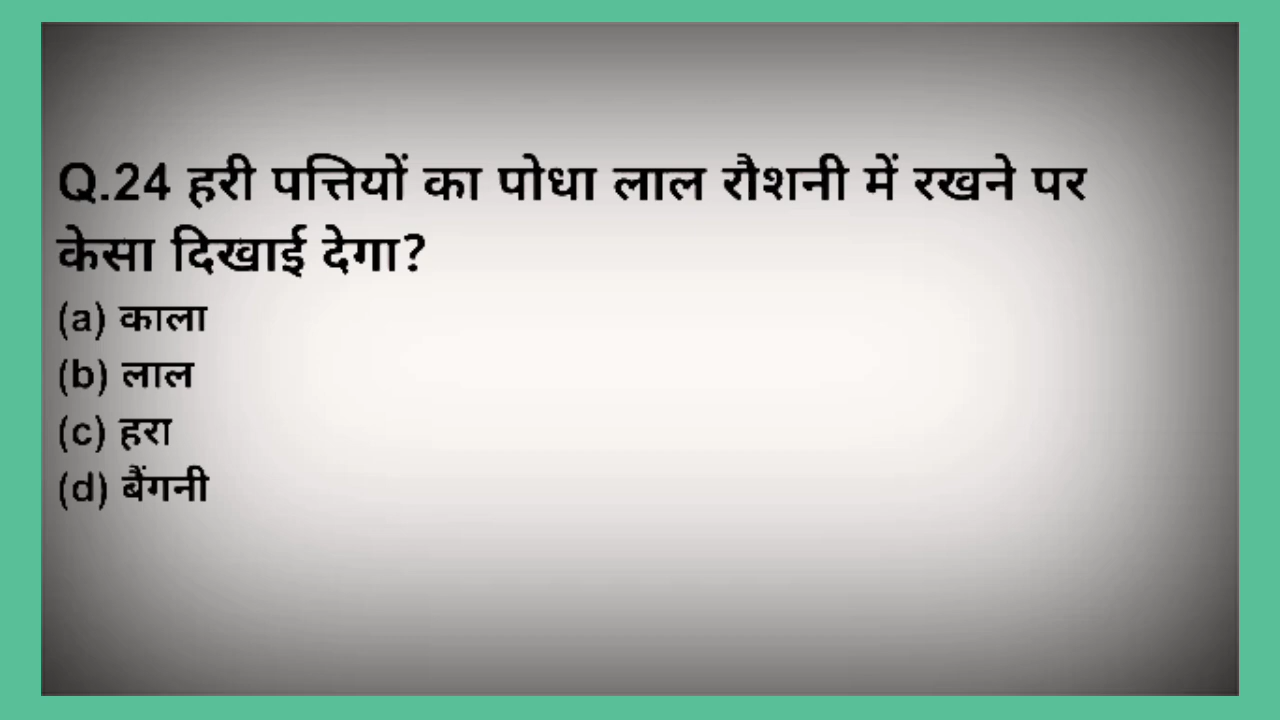 Q.24 हरी पत्तियों का पोधा लाल रौशनी में रखने पर
केसा दिखाई देगा?
(a) काला
(b) लाल
(c) हरा
(d) बैंगनी